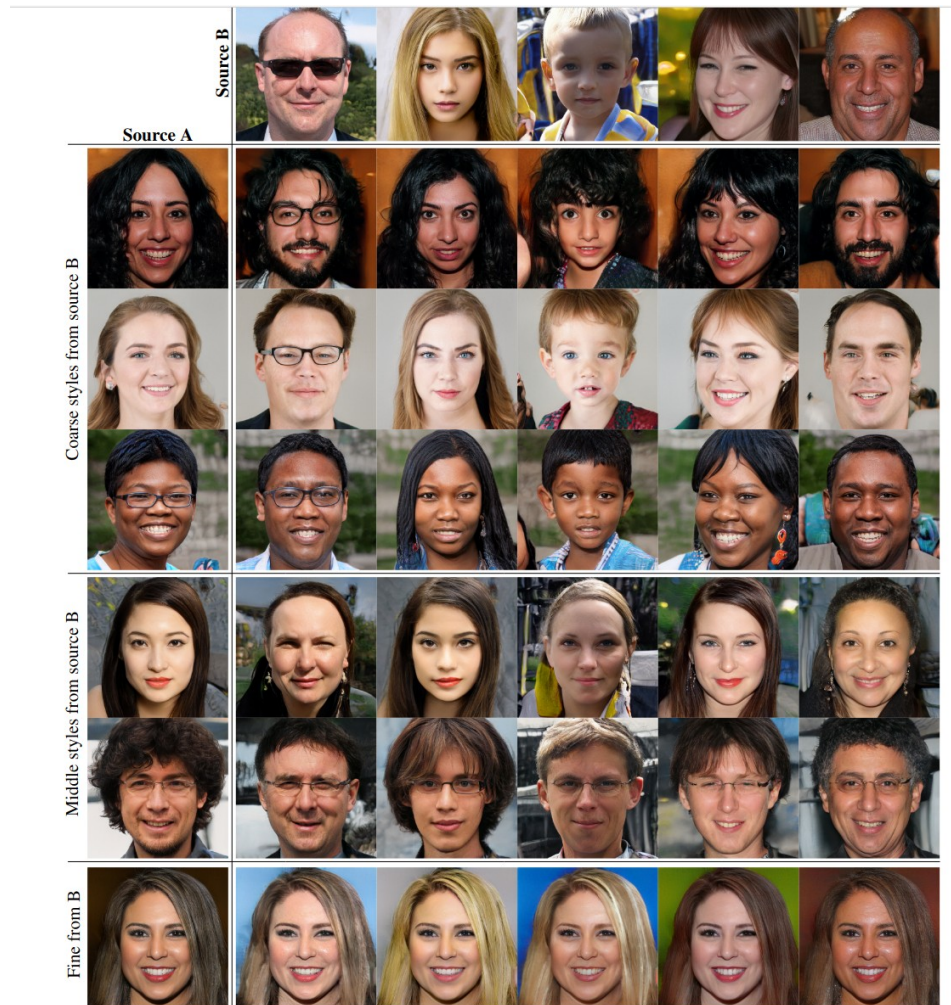 Source B
Source A
Coarse styles from source B
Middle styles from source B
Fine from B